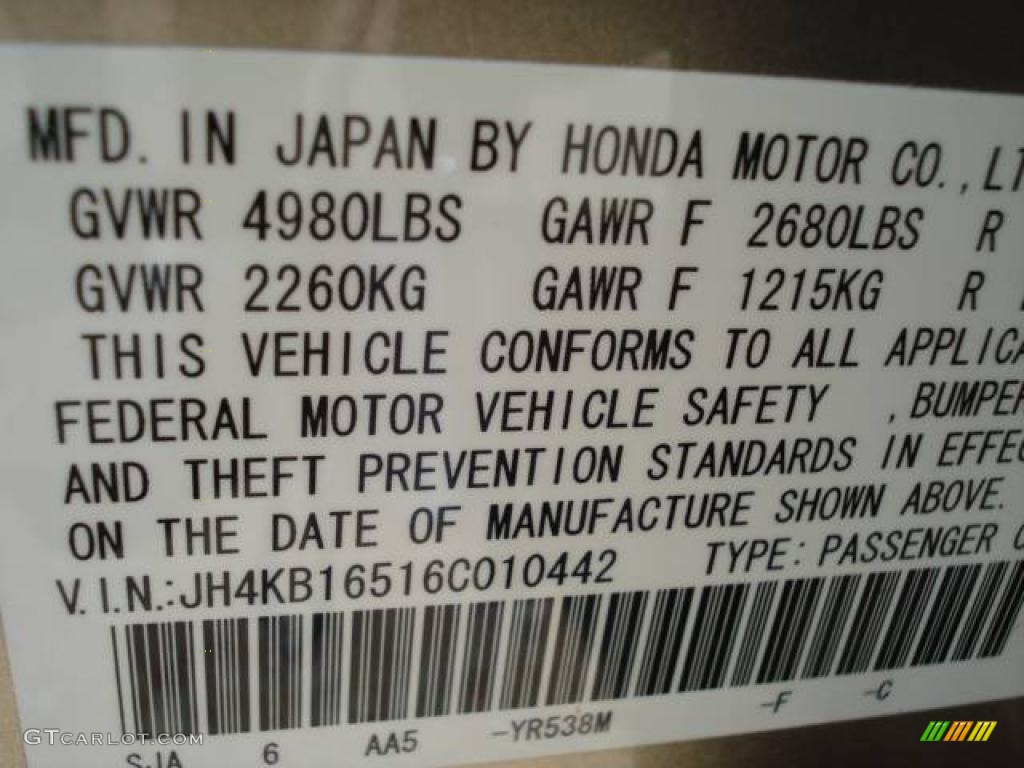 MFD. IN JAPAN BY HONDA MOTOR CO., LT
GVWR 4980LBS GAWR F 2680LBS R
GVWR 2260KG GAWR F 1215KG R
THIS VEHICLE CONFORMS TO ALL APPLICA
FEDERAL MOTOR VEHICLE SAFETY , BUMPER
AND THEFT PREVENTION STANDARDS IN EFFEC
ON THE DATE OF MANUFACTURE SHOWN ABOVE.
V.I.N.:JH4KB16516C010442 TYPE: PASSENGER C
SJA 6 AA5 -YR538M -F -C
GTCarLot.com